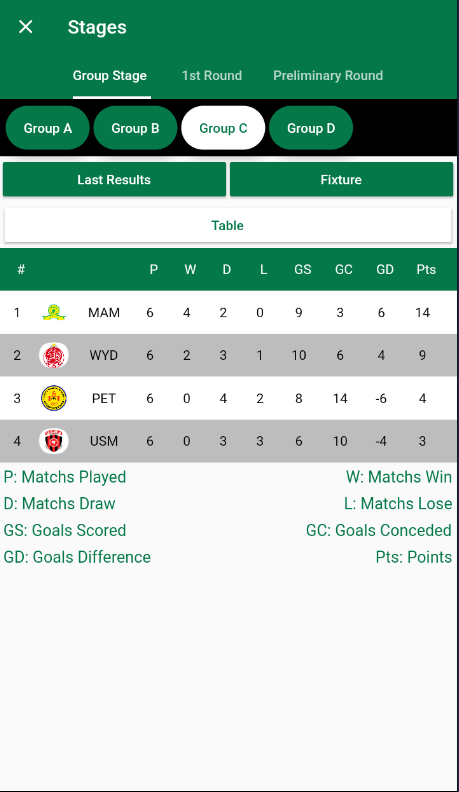 Stages
Group Stage 1st Round Preliminary Round
Group A Group B Group C Group D
Last Results Fixture
Table
# P W D L GS GC GD Pts
1 MAM 6 4 2 0 9 3 6 14
2 WYD 6 2 3 1 10 6 4 9
3 PET 6 0 4 2 8 14 -6 4
4 USM 6 0 3 3 6 10 -4 3
P: Matchs Played W: Matchs Win
D: Matchs Draw L: Matchs Lose
GS: Goals Scored GC: Goals Conceded
GD: Goals Difference Pts: Points